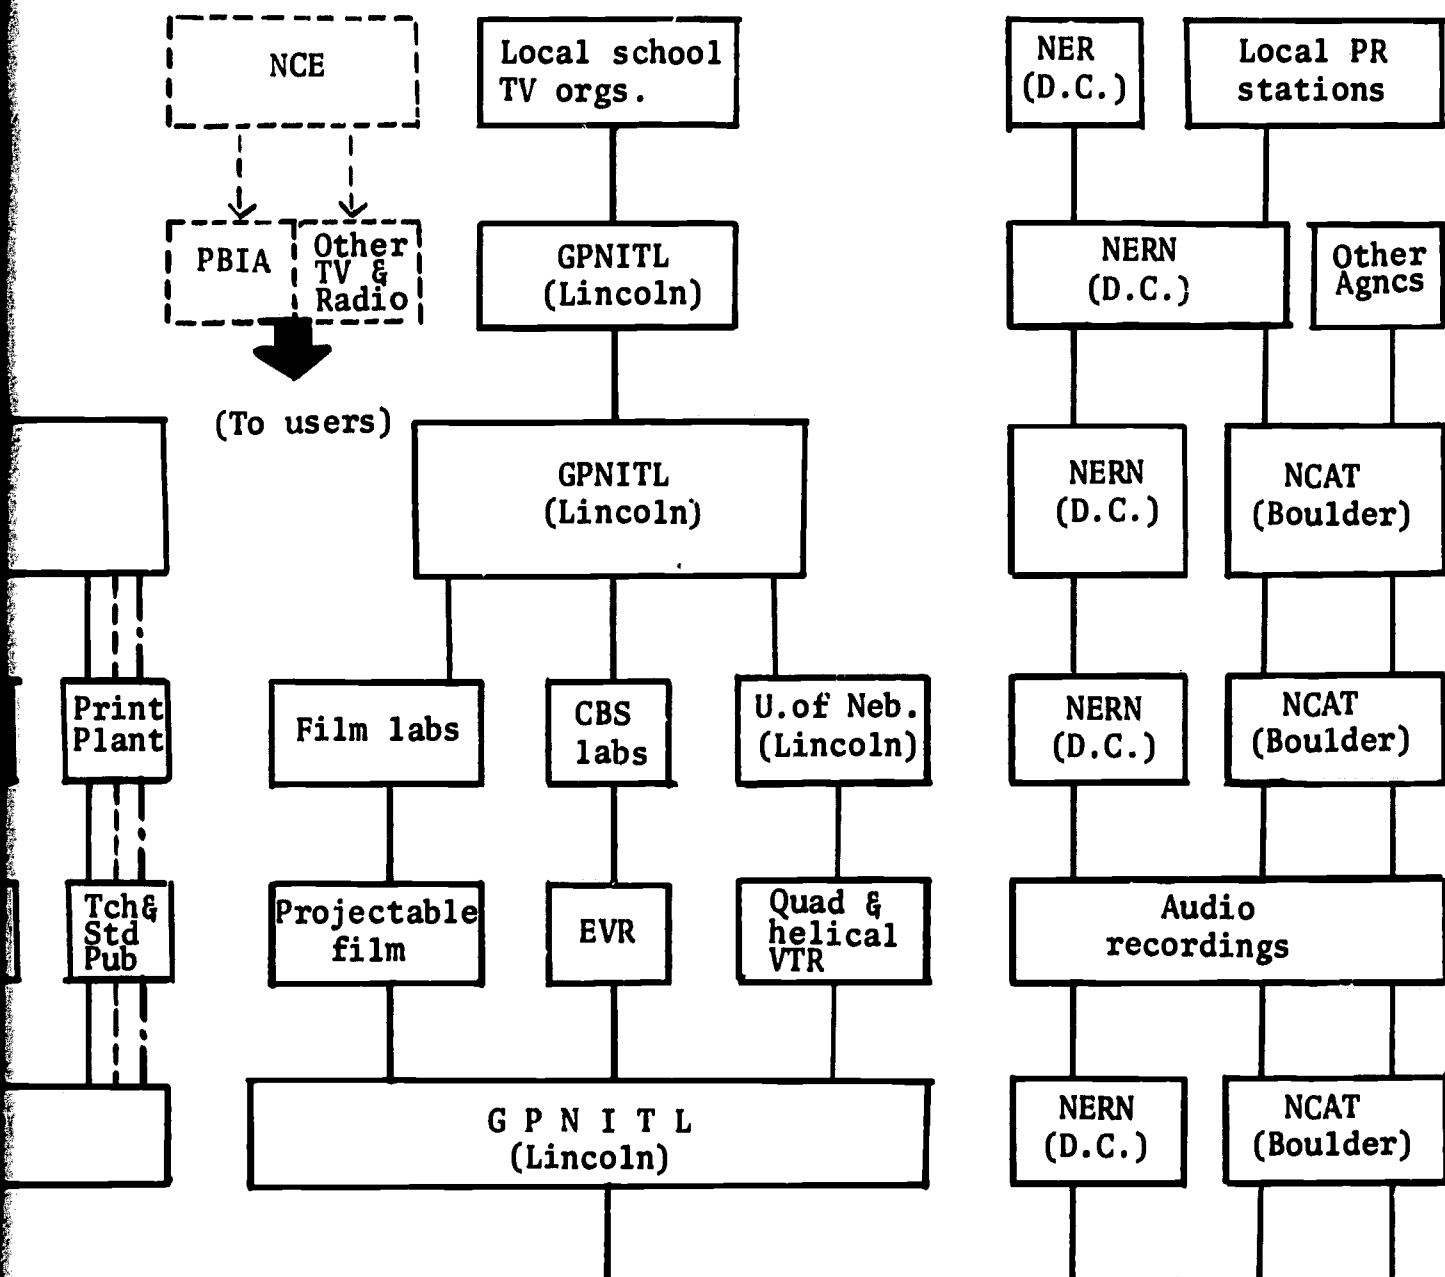 NCE
Local school
TV orgs.
NER
(D.C.)
Local PR
stations
PBIA
Other
TV &
Radio
GPNITL
(Lincoln)
NERN
(D.C.)
Other
Agncs
(To users)
GPNITL
(Lincoln)
NERN
(D.C.)
NCAT
(Boulder)
Print
Plant
Film labs
CBS
labs
U.of Neb.
(Lincoln)
NERN
(D.C.)
NCAT
(Boulder)
Tch&
Std
Pub
Projectable
film
EVR
Quad &
helical
VTR
Audio
recordings
G P N I T L
(Lincoln)
NERN
(D.C.)
NCAT
(Boulder)